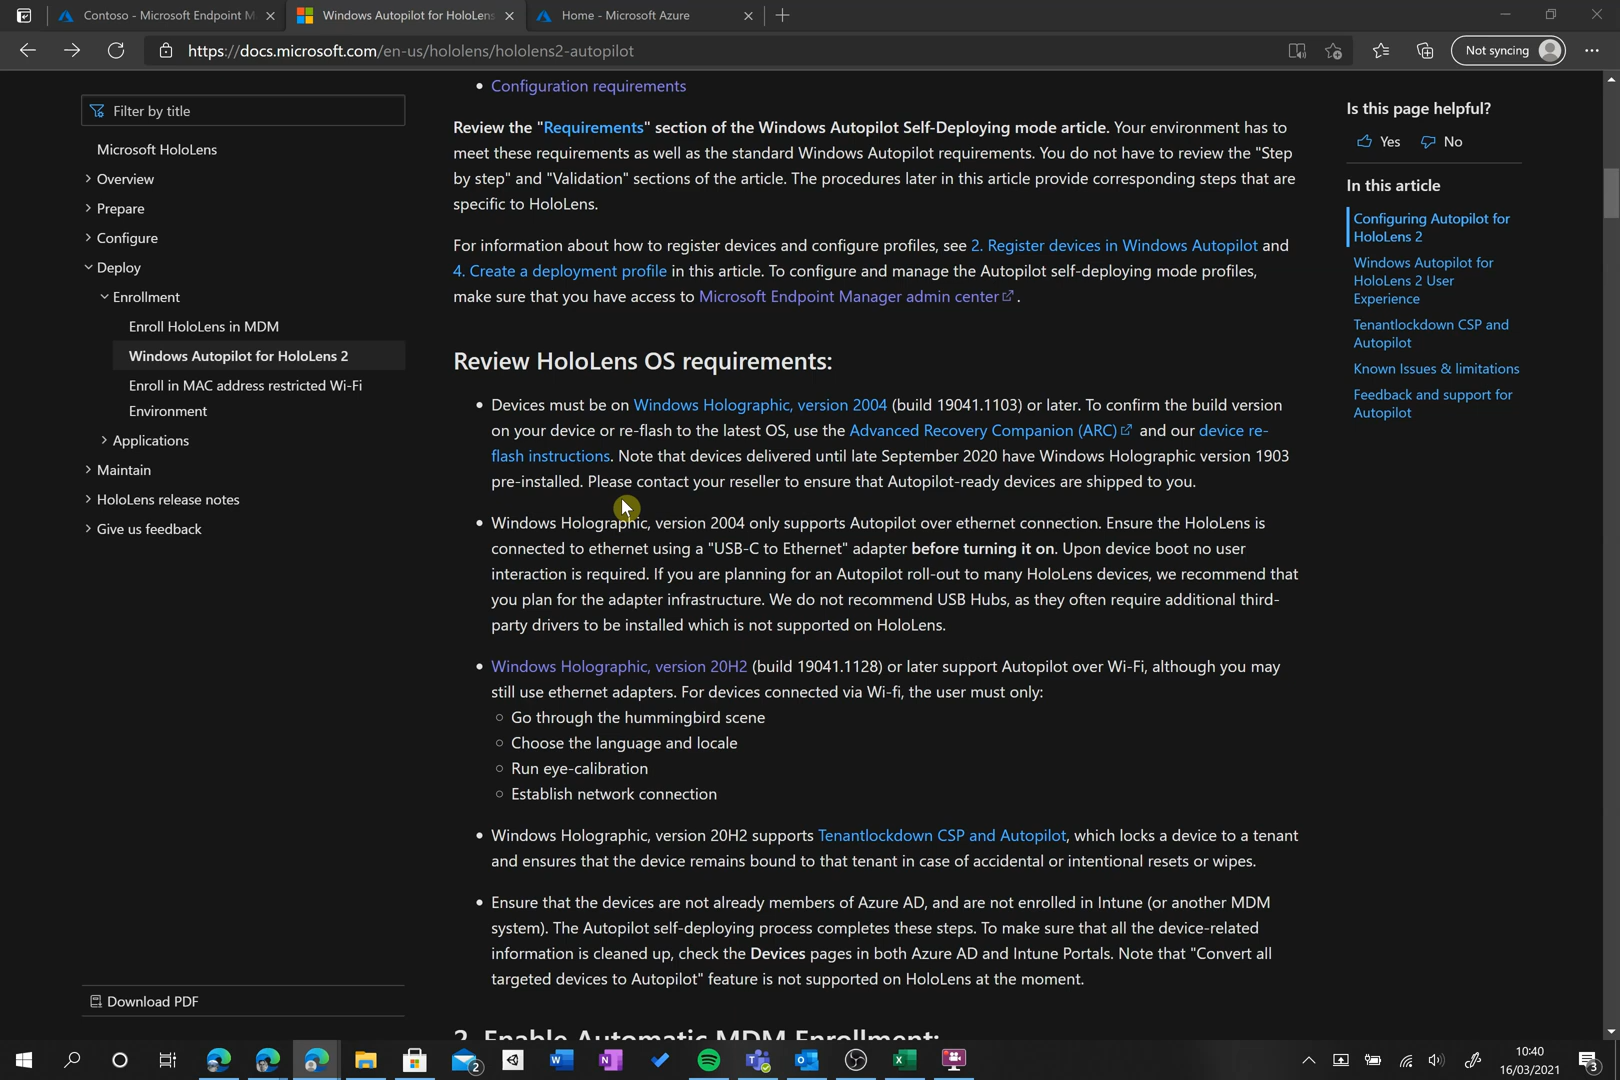 Contoso - Microsoft Endpoint M
Windows Autopilot for HoloLens
Home - Microsoft Azure
https://docs.microsoft.com/en-us/hololens/hololens2-autopilot
Not syncing
Filter by title
Microsoft HoloLens
Overview
Prepare
Configure
Deploy
Enrollment
Enroll HoloLens in MDM
Windows Autopilot for HoloLens 2
Enroll in MAC address restricted Wi-Fi
Environment
Applications
Maintain
HoloLens release notes
Give us feedback
Download PDF
• Configuration requirements
Review the "Requirements" section of the Windows Autopilot Self-Deploying mode article. Your environment has to
meet these requirements as well as the standard Windows Autopilot requirements. You do not have to review the "Step
by step" and "Validation" sections of the article. The procedures later in this article provide corresponding steps that are
specific to HoloLens.
For information about how to register devices and configure profiles, see 2. Register devices in Windows Autopilot and
4. Create a deployment profile in this article. To configure and manage the Autopilot self-deploying mode profiles,
make sure that you have access to Microsoft Endpoint Manager admin center.
Review HoloLens OS requirements:
• Devices must be on Windows Holographic, version 2004 (build 19041.1103) or later. To confirm the build version
on your device or re-flash to the latest OS, use the Advanced Recovery Companion (ARC) and our device re-
flash instructions. Note that devices delivered until late September 2020 have Windows Holographic version 1903
pre-installed. Please contact your reseller to ensure that Autopilot-ready devices are shipped to you.
• Windows Holographic, version 2004 only supports Autopilot over ethernet connection. Ensure the HoloLens is
connected to ethernet using a "USB-C to Ethernet" adapter before turning it on. Upon device boot no user
interaction is required. If you are planning for an Autopilot roll-out to many HoloLens devices, we recommend that
you plan for the adapter infrastructure. We do not recommend USB Hubs, as they often require additional third-
party drivers to be installed which is not supported on HoloLens.
• Windows Holographic, version 20H2 (build 19041.1128) or later support Autopilot over Wi-Fi, although you may
still use ethernet adapters. For devices connected via Wi-fi, the user must only:
○ Go through the hummingbird scene
○ Choose the language and locale
○ Run eye-calibration
○ Establish network connection
• Windows Holographic, version 20H2 supports Tenantlockdown CSP and Autopilot, which locks a device to a tenant
and ensures that the device remains bound to that tenant in case of accidental or intentional resets or wipes.
• Ensure that the devices are not already members of Azure AD, and are not enrolled in Intune (or another MDM
system). The Autopilot self-deploying process completes these steps. To make sure that all the device-related
information is cleaned up, check the Devices pages in both Azure AD and Intune Portals. Note that "Convert all
targeted devices to Autopilot" feature is not supported on HoloLens at the moment.
2. Enable Automatic MDM Enrollment:
Is this page helpful?
Yes No
In this article
Configuring Autopilot for
HoloLens 2
Windows Autopilot for
HoloLens 2 User
Experience
Tenantlockdown CSP and
Autopilot
Known Issues & limitations
Feedback and support for
Autopilot
2
10:40
16/03/2021
3